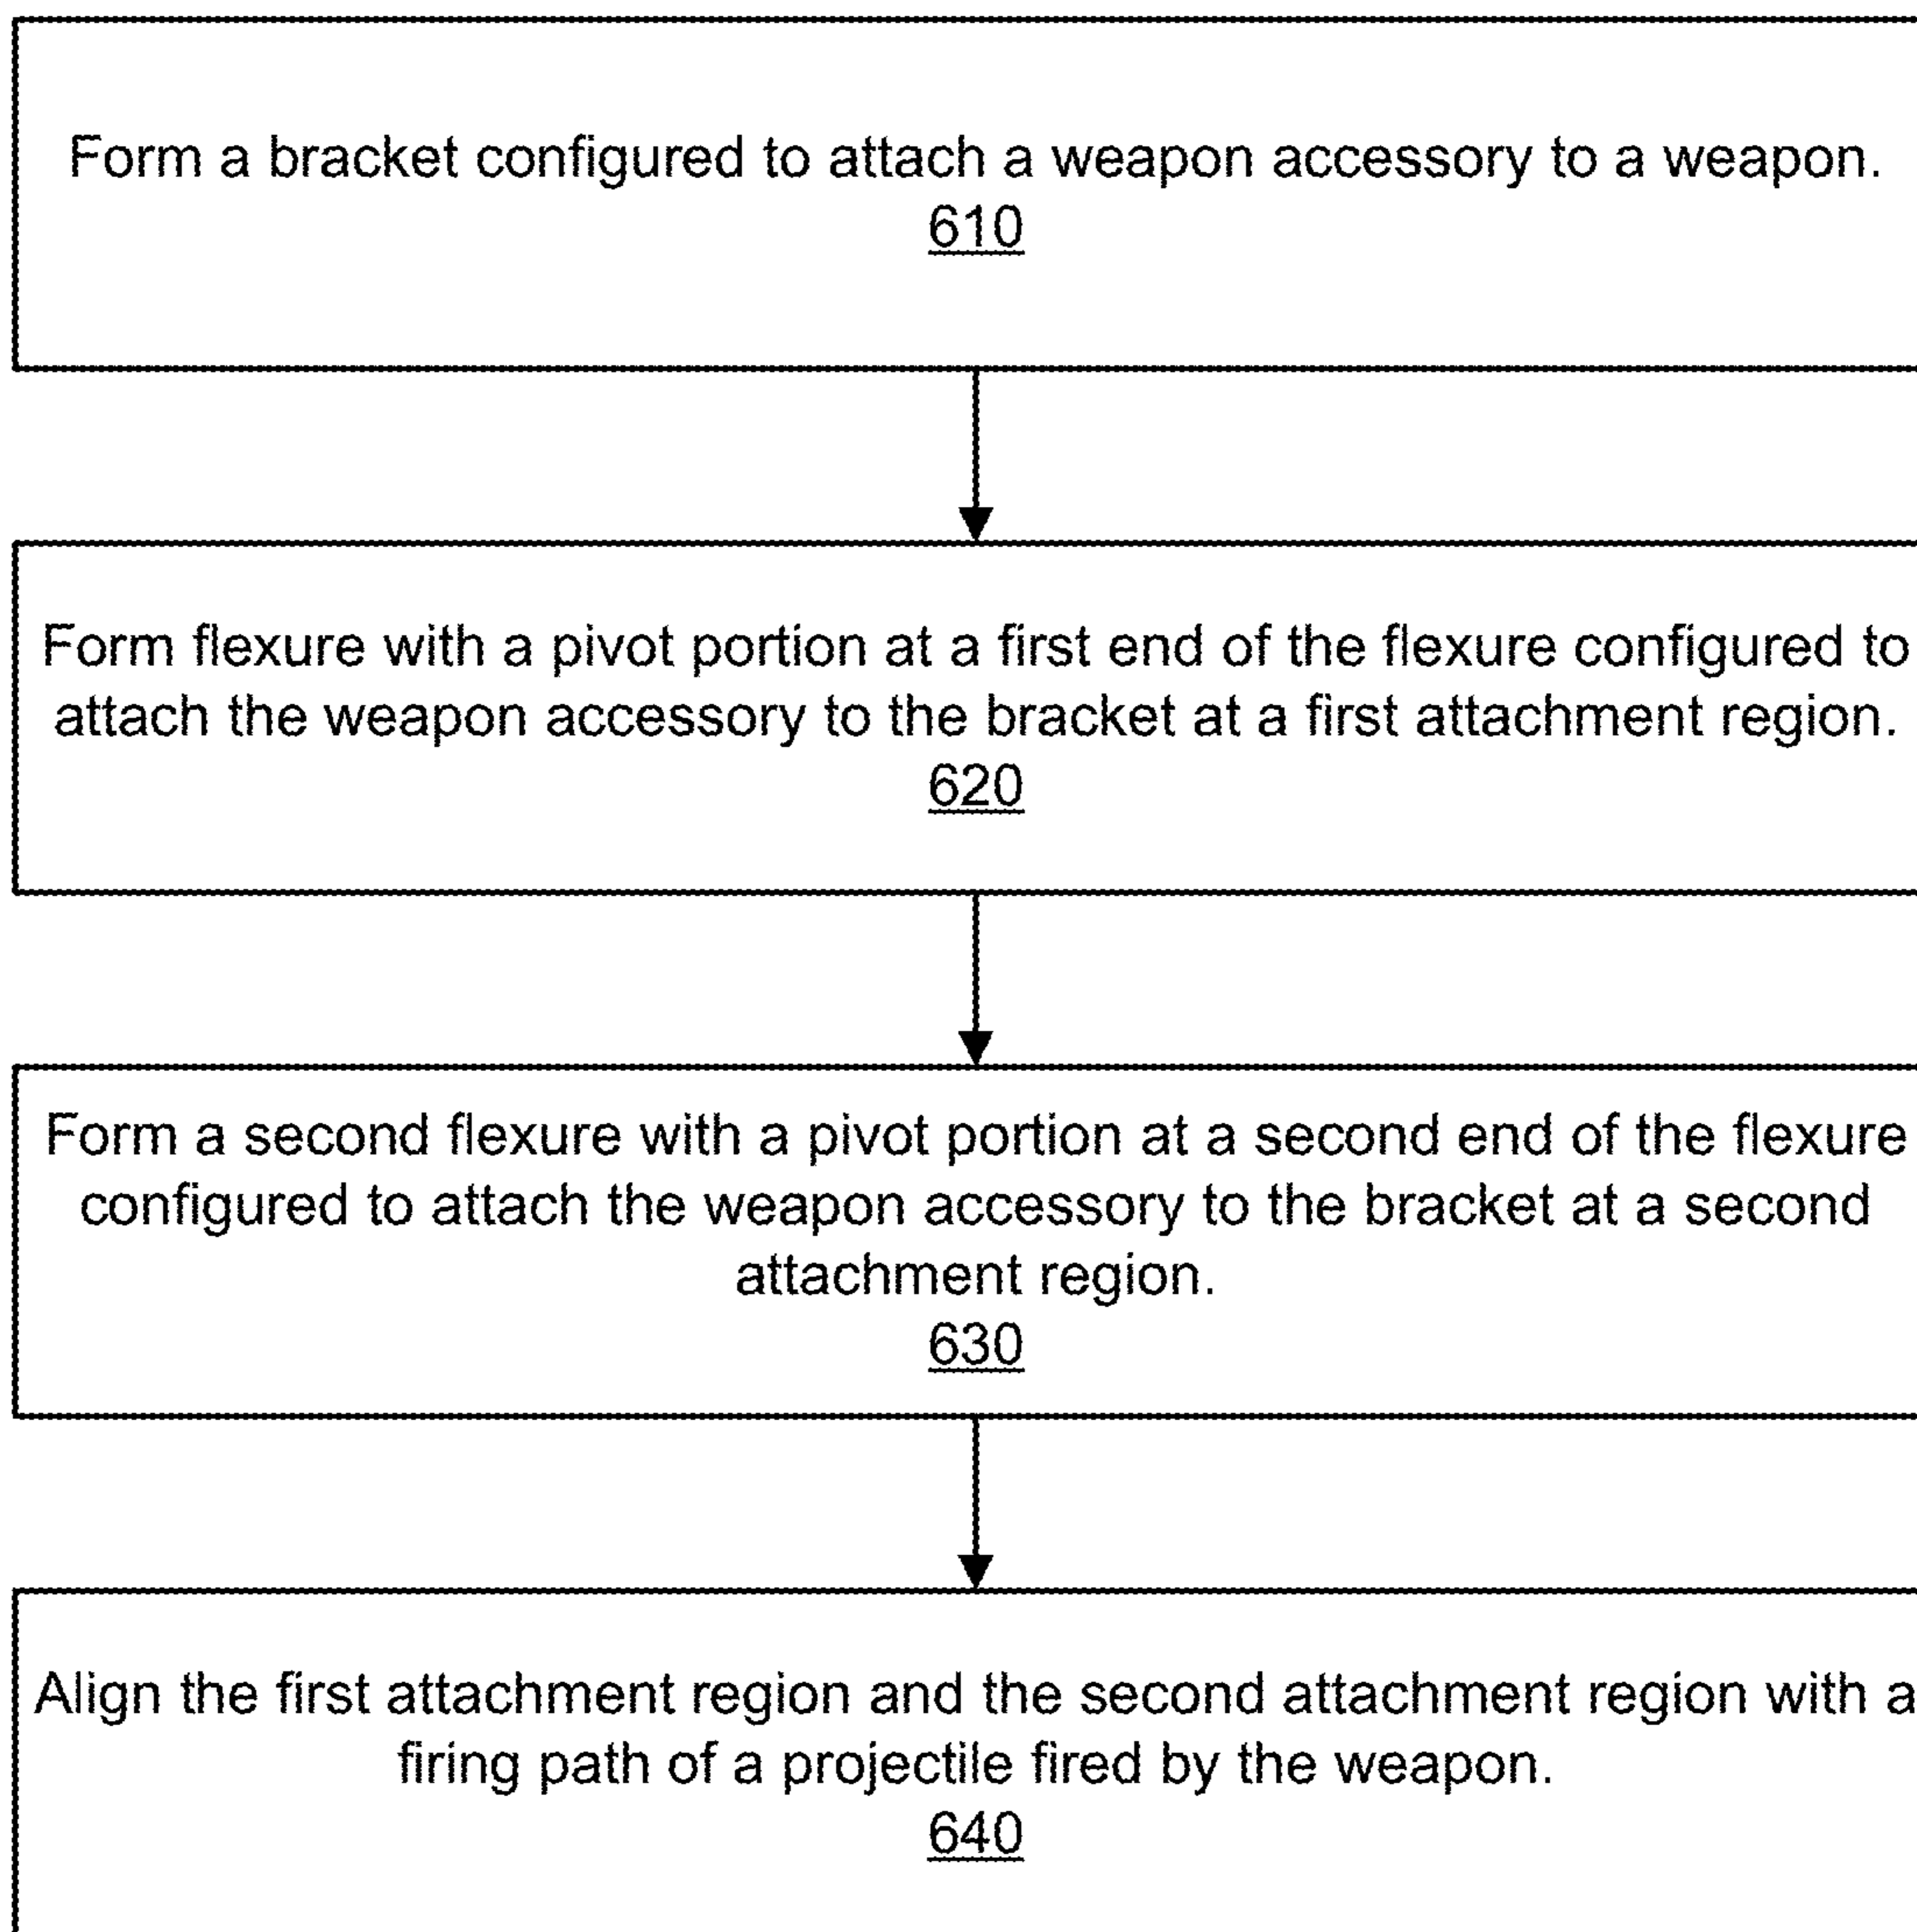 Form a bracket configured to attach a weapon accessory to a weapon.
610
Form flexure with a pivot portion at a first end of the flexure configured to
attach the weapon accessory to the bracket at a first attachment region.
620
Form a second flexure with a pivot portion at a second end of the flexure
configured to attach the weapon accessory to the bracket at a second
attachment region.
630
Align the first attachment region and the second attachment region with a
firing path of a projectile fired by the weapon.
640